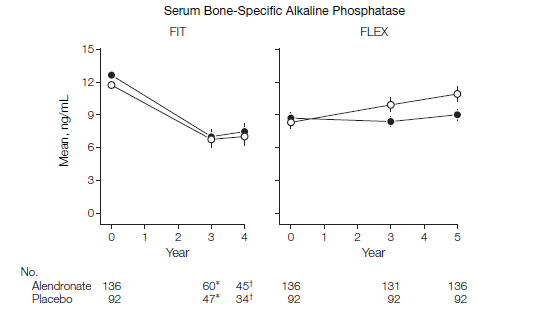 Serum Bone-Specific Alkaline Phosphatase
FIT
FLEX
Mean, ng/mL
15
12
9
6
3
0
0 1 2 3 4
Year
0 1 2 3 4 5
Year
No.
Alendronate 136 60* 45† 136 131 136
Placebo 92 47* 34† 92 92 92